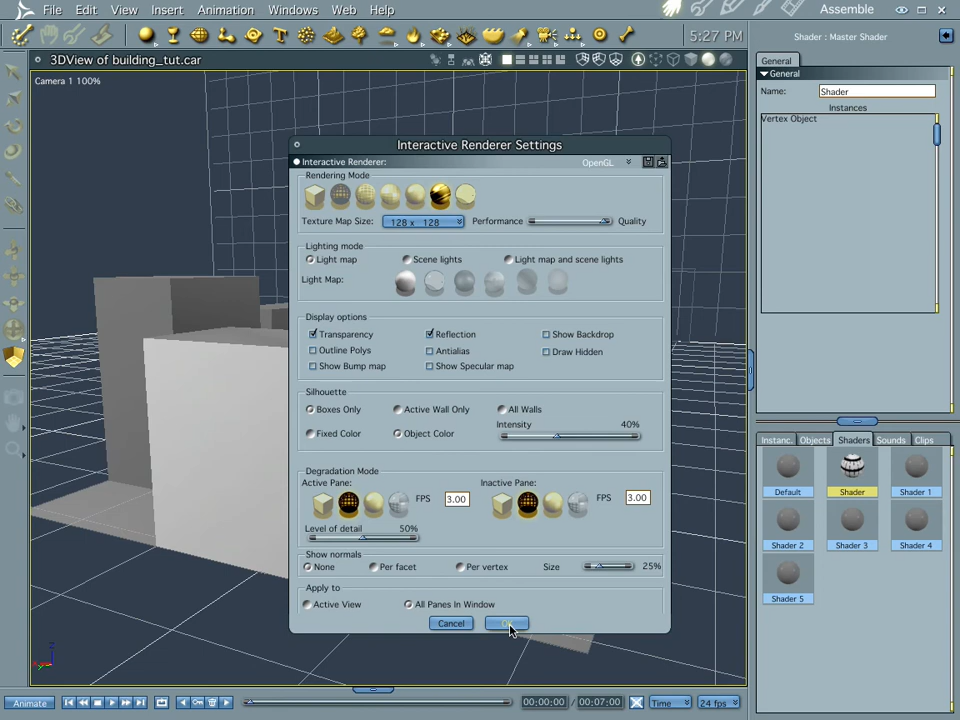 File Edit View Insert Animation Windows Web Help Assemble
5:27 PM
Shader : Master Shader
3DView of building_tut.car
Camera 1 100%
General
General
Name: Shader
Instances
Vertex Object
Interactive Renderer Settings
Interactive Renderer: OpenGL
Rendering Mode
Texture Map Size: 128 x 128 Performance Quality
Lighting mode
Light map Scene lights Light map and scene lights
Light Map:
Display options
Transparency Reflection Show Backdrop
Outline Polys Antialias Draw Hidden
Show Bump map Show Specular map
Silhouette
Boxes Only Active Wall Only All Walls
Intensity 40%
Fixed Color Object Color
Degradation Mode
Active Pane: Inactive Pane:
FPS 3.00 FPS 3.00
Level of detail 50%
Show normals
None Per facet Per vertex Size 25%
Apply to
Active View All Panes In Window
Cancel OK
Instanc. Objects Shaders Sounds Clips
Default Shader Shader 1
Shader 2 Shader 3 Shader 4
Shader 5
Z
Animate 00:00:00 / 00:07:00 Time 24 fps